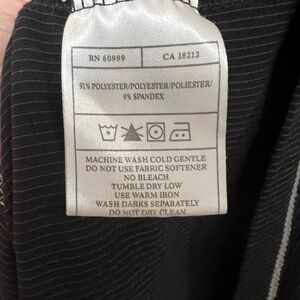 RN 60999 CA 18212
91% POLYESTER/POLYESTER/POLIESTER/
9% SPANDEX
MACHINE WASH COLD GENTLE
DO NOT USE FABRIC SOFTENER
NO BLEACH
TUMBLE DRY LOW
USE WARM IRON
WASH DARKS SEPARATELY
DO NOT DRY CLEAN